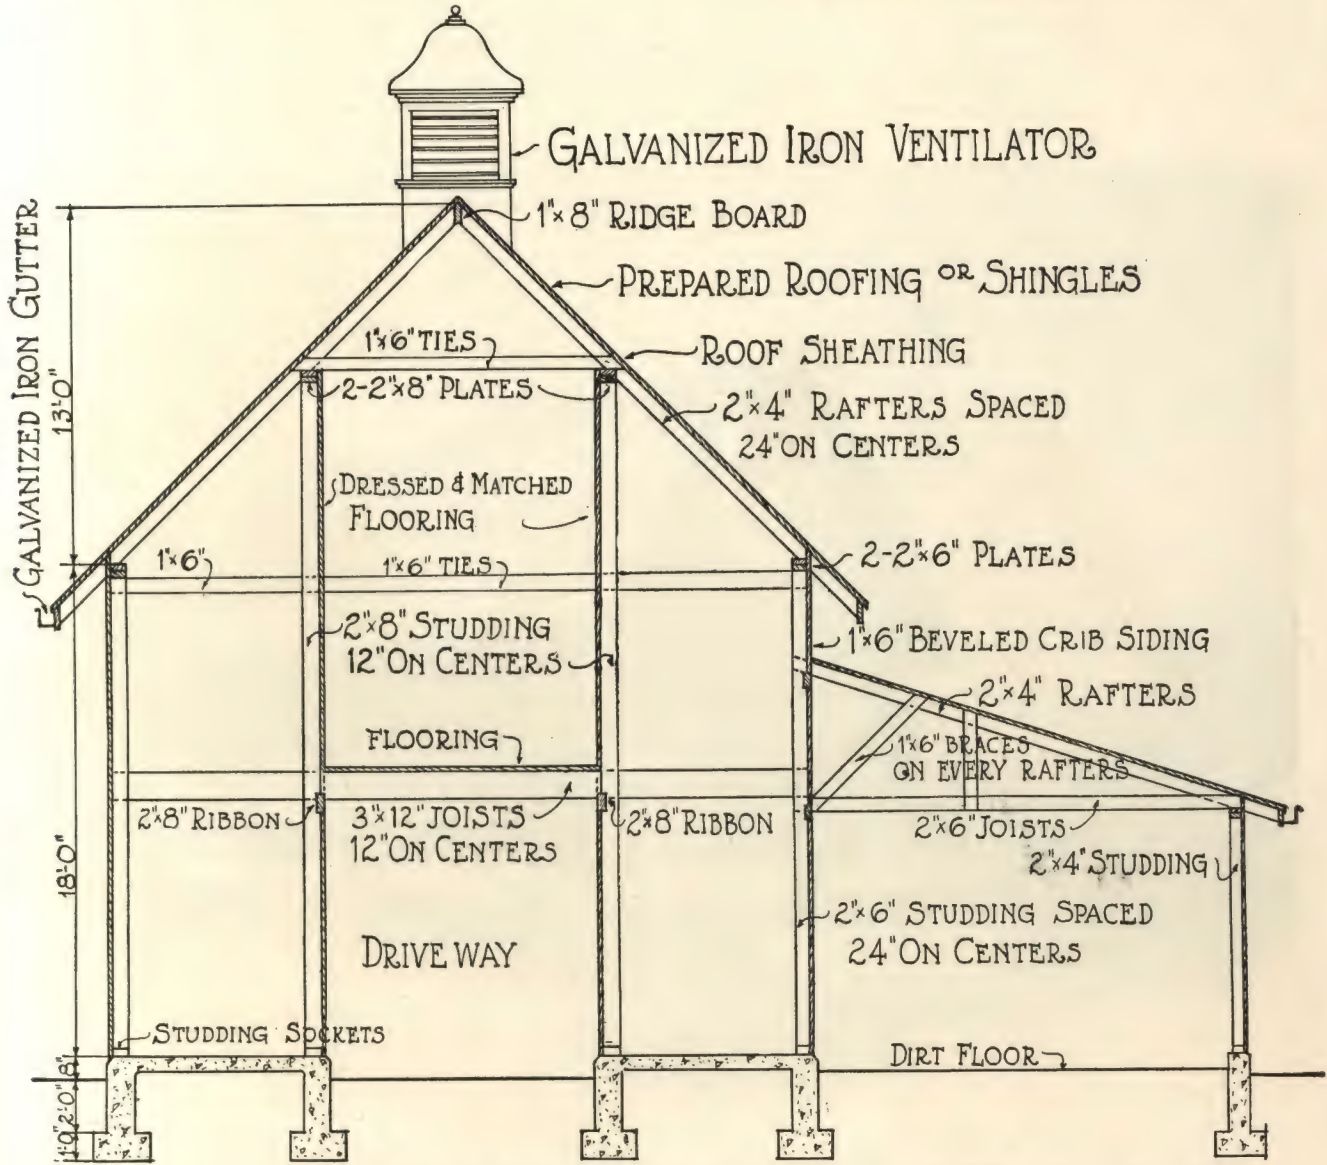 GALVANIZED IRON VENTILATOR
1"×8" RIDGE BOARD
PREPARED ROOFING OR SHINGLES
GALVANIZED IRON GUTTER
13'-0"
1"×6" TIES
ROOF SHEATHING
2-2"×8" PLATES
2"×4" RAFTERS SPACED
24" ON CENTERS
DRESSED & MATCHED
FLOORING
1"×6"
1"×6" TIES
2-2"×6" PLATES
2"×8" STUDDING
12" ON CENTERS
1"×6" BEVELED CRIB SIDING
2"×4" RAFTERS
FLOORING
1"×6" BRACES
ON EVERY RAFTERS
2"×8" RIBBON
3"×12" JOISTS
12" ON CENTERS
2"×8" RIBBON
2"×6" JOISTS
2"×4" STUDDING
18'-0"
2"×6" STUDDING SPACED
24" ON CENTERS
DRIVE WAY
STUDDING SOCKETS
DIRT FLOOR
8"
2'-0"
1'-0"